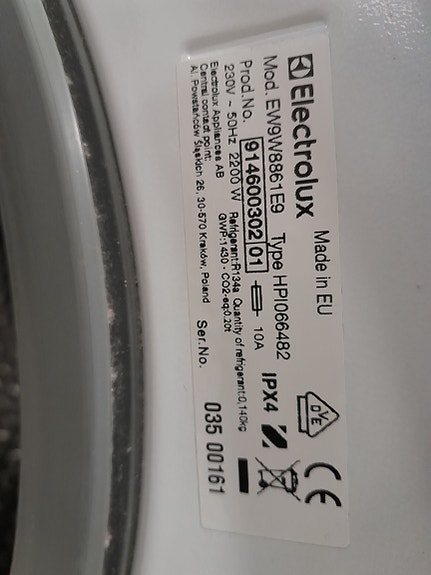 Electrolux Made in EU
Mod. EW9W8861E9 Type HPI066482
Prod.No. 914600302 01 10A IPX4
230V ~ 50Hz 2200 W Refrigerant:R134a Quantity of refrigerant:0,140kg
GWP:1430 - CO2-eq:0.20t
Electrolux Appliances AB
Central contact point:
Al. Powstańców Śląskich 26, 30-570 Kraków, Poland
Ser.No. 035 00161
DVE
CE